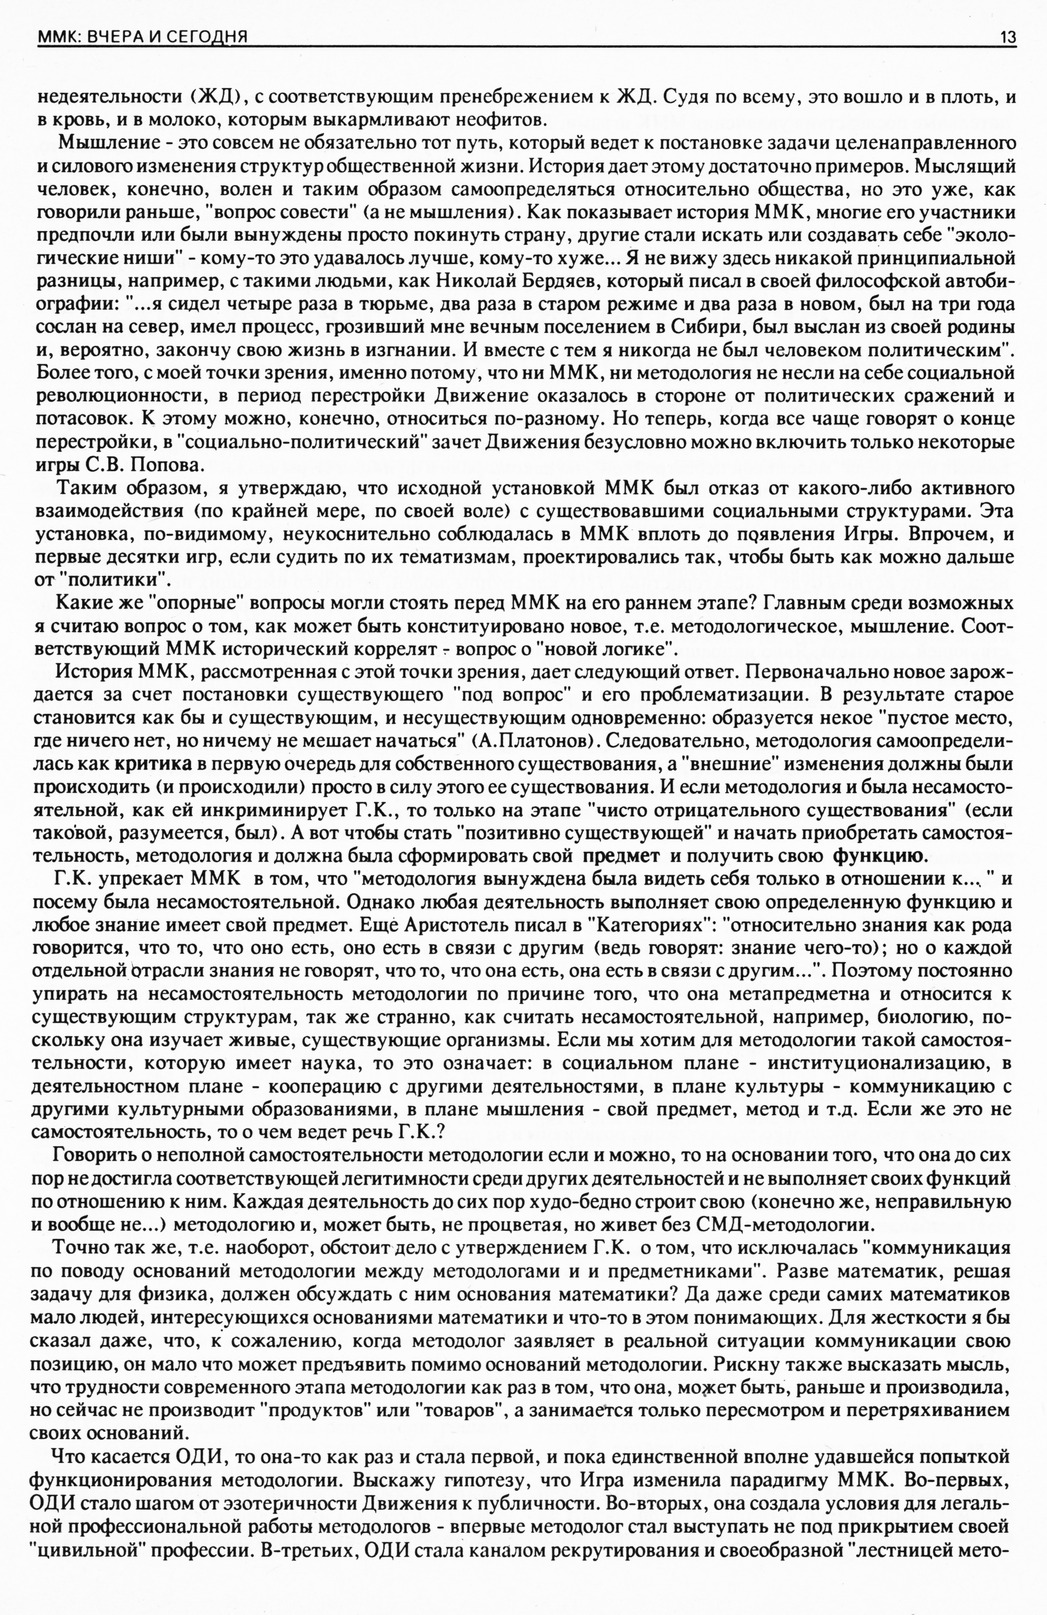 ММК: ВЧЕРА И СЕГОДНЯ 13
недеятельности (ЖД), с соответствующим пренебрежением к ЖД. Судя по всему, это вошло и в плоть, и
в кровь, и в молоко, которым выкармливают неофитов.
Мышление - это совсем не обязательно тот путь, который ведет к постановке задачи целенаправленного
и силового изменения структур общественной жизни. История дает этому достаточно примеров. Мыслящий
человек, конечно, волен и таким образом самоопределяться относительно общества, но это уже, как
говорили раньше, "вопрос совести" (а не мышления). Как показывает история ММК, многие его участники
предпочли или были вынуждены просто покинуть страну, другие стали искать или создавать себе "эколо-
гические ниши" - кому-то это удавалось лучше, кому-то хуже... Я не вижу здесь никакой принципиальной
разницы, например, с такими людьми, как Николай Бердяев, который писал в своей философской автоби-
ографии: "...я сидел четыре раза в тюрьме, два раза в старом режиме и два раза в новом, был на три года
сослан на север, имел процесс, грозивший мне вечным поселением в Сибири, был выслан из своей родины
и, вероятно, закончу свою жизнь в изгнании. И вместе с тем я никогда не был человеком политическим".
Более того, с моей точки зрения, именно потому, что ни ММК, ни методология не несли на себе социальной
революционности, в период перестройки Движение оказалось в стороне от политических сражений и
потасовок. К этому можно, конечно, относиться по-разному. Но теперь, когда все чаще говорят о конце
перестройки, в "социально-политический" зачет Движения безусловно можно включить только некоторые
игры С.В. Попова.
Таким образом, я утверждаю, что исходной установкой ММК был отказ от какого-либо активного
взаимодействия (по крайней мере, по своей воле) с существовавшими социальными структурами. Эта
установка, по-видимому, неукоснительно соблюдалась в ММК вплоть до появления Игры. Впрочем, и
первые десятки игр, если судить по их тематизмам, проектировались так, чтобы быть как можно дальше
от "политики".
Какие же "опорные" вопросы могли стоять перед ММК на его раннем этапе? Главным среди возможных
я считаю вопрос о том, как может быть конституировано новое, т.е. методологическое, мышление. Соот-
ветствующий ММК исторический коррелят - вопрос о "новой логике".
История ММК, рассмотренная с этой точки зрения, дает следующий ответ. Первоначально новое зарож-
дается за счет постановки существующего "под вопрос" и его проблематизации. В результате старое
становится как бы и существующим, и несуществующим одновременно: образуется некое "пустое место,
где ничего нет, но ничему не мешает начаться" (А.Платонов). Следовательно, методология самоопредели-
лась как критика в первую очередь для собственного существования, а "внешние" изменения должны были
происходить (и происходили) просто в силу этого ее существования. И если методология и была несамосто-
ятельной, как ей инкриминирует Г.К., то только на этапе "чисто отрицательного существования" (если
таковой, разумеется, был). А вот чтобы стать "позитивно существующей" и начать приобретать самостоя-
тельность, методология и должна была сформировать свой предмет и получить свою функцию.
Г.К. упрекает ММК в том, что "методология вынуждена была видеть себя только в отношении к..." и
посему была несамостоятельной. Однако любая деятельность выполняет свою определенную функцию и
любое знание имеет свой предмет. Еще Аристотель писал в "Категориях": "относительно знания как рода
говорится, что то, что оно есть, оно есть в связи с другим (ведь говорят: знание чего-то); но о каждой
отдельной отрасли знания не говорят, что то, что она есть, она есть в связи с другим...". Поэтому постоянно
упирать на несамостоятельность методологии по причине того, что она метапредметна и относится к
существующим структурам, так же странно, как считать несамостоятельной, например, биологию, по-
скольку она изучает живые, существующие организмы. Если мы хотим для методологии такой самостоя-
тельности, которую имеет наука, то это означает: в социальном плане - институционализацию, в
деятельностном плане - кооперацию с другими деятельностями, в плане культуры - коммуникацию с
другими культурными образованиями, в плане мышления - свой предмет, метод и т.д. Если же это не
самостоятельность, то о чем ведет речь Г.К.?
Говорить о неполной самостоятельности методологии если и можно, то на основании того, что она до сих
пор не достигла соответствующей легитимности среди других деятельностей и не выполняет своих функций
по отношению к ним. Каждая деятельность до сих пор худо-бедно строит свою (конечно же, неправильную
и вообще не...) методологию и, может быть, не процветая, но живет без СМД-методологии.
Точно так же, т.е. наоборот, обстоит дело с утверждением Г.К. о том, что исключалась "коммуникация
по поводу оснований методологии между методологами и и предметниками". Разве математик, решая
задачу для физика, должен обсуждать с ним основания математики? Да даже среди самих математиков
мало людей, интересующихся основаниями математики и что-то в этом понимающих. Для жесткости я бы
сказал даже, что, к сожалению, когда методолог заявляет в реальной ситуации коммуникации свою
позицию, он мало что может предъявить помимо оснований методологии. Рискну также высказать мысль,
что трудности современного этапа методологии как раз в том, что она, может быть, раньше и производила,
но сейчас не производит "продуктов" или "товаров", а занимается только пересмотром и перетряхиванием
своих оснований.
Что касается ОДИ, то она-то как раз и стала первой, и пока единственной вполне удавшейся попыткой
функционирования методологии. Выскажу гипотезу, что Игра изменила парадигму ММК. Во-первых,
ОДИ стало шагом от эзотеричности Движения к публичности. Во-вторых, она создала условия для легаль-
ной профессиональной работы методологов - впервые методолог стал выступать не под прикрытием своей
"цивильной" профессии. В-третьих, ОДИ стала каналом рекрутирования и своеобразной "лестницей мето-